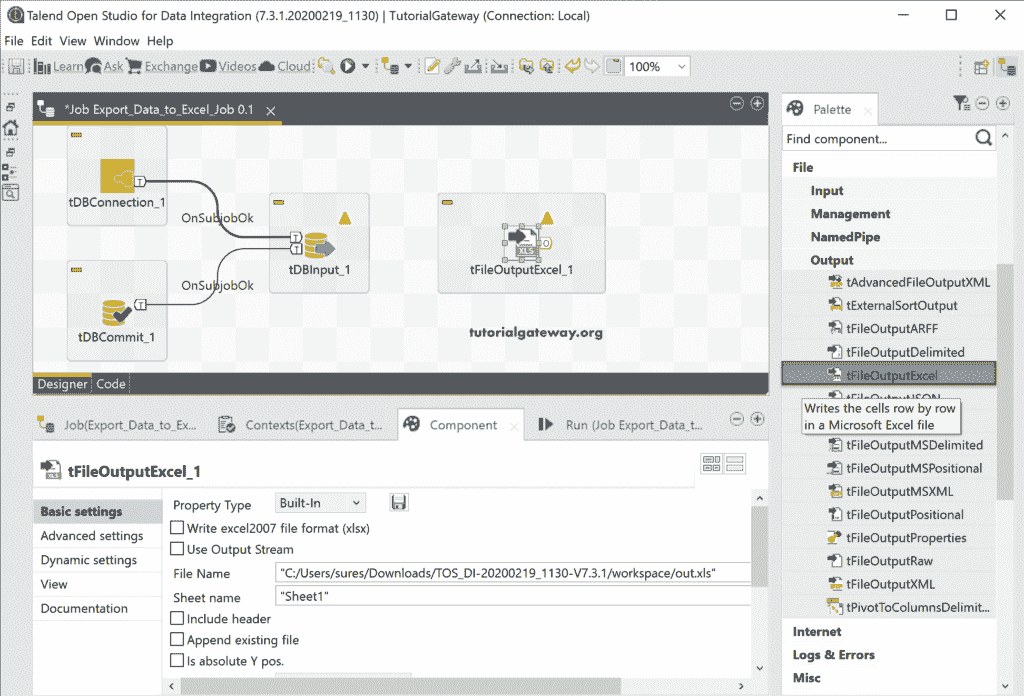 Talend Open Studio for Data Integration (7.3.1.20200219_1130) | TutorialGateway (Connection: Local)
File Edit View Window Help
Learn Ask Exchange Videos Cloud 100%
*Job Export_Data_to_Excel_Job 0.1
tDBConnection_1
OnSubjobOk
tDBInput_1
OnSubjobOk
tDBCommit_1
tFileOutputExcel_1
XLS
tutorialgateway.org
Designer Code
Palette
Find component...
File
Input
Management
NamedPipe
Output
tAdvancedFileOutputXML
tExternalSortOutput
tFileOutputARFF
tFileOutputDelimited
tFileOutputExcel
tFileOutputJSON
Writes the cells row by row
in a Microsoft Excel file
tFileOutputMSDelimited
tFileOutputMSPositional
tFileOutputMSXML
tFileOutputPositional
tFileOutputProperties
tFileOutputRaw
tFileOutputXML
tPivotToColumnsDelimit...
Internet
Logs & Errors
Misc
Job(Export_Data_to_Ex... Contexts(Export_Data_t... Component Run (Job Export_Data_t...
tFileOutputExcel_1
Basic settings
Advanced settings
Dynamic settings
View
Documentation
Property Type Built-In
Write excel2007 file format (xlsx)
Use Output Stream
File Name "C:/Users/sures/Downloads/TOS_DI-20200219_1130-V7.3.1/workspace/out.xls"
Sheet name "Sheet1"
Include header
Append existing file
Is absolute Y pos.